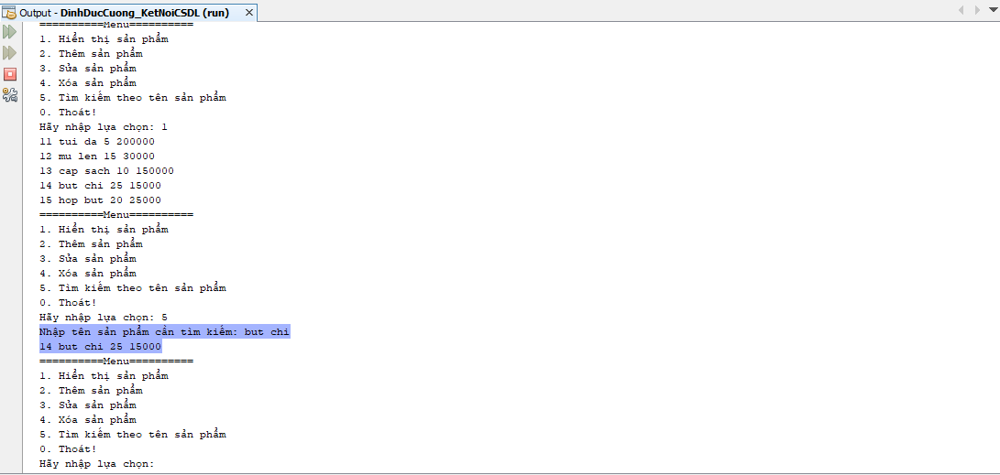 Output - DinhDucCuong_KetNoiCSDL (run)
==========Menu==========
1. Hiển thị sản phẩm
2. Thêm sản phẩm
3. Sửa sản phẩm
4. Xóa sản phẩm
5. Tìm kiếm theo tên sản phẩm
0. Thoát!
Hãy nhập lựa chọn: 1
11 tui da 5 200000
12 mu len 15 30000
13 cap sach 10 150000
14 but chi 25 15000
15 hop but 20 25000
==========Menu==========
1. Hiển thị sản phẩm
2. Thêm sản phẩm
3. Sửa sản phẩm
4. Xóa sản phẩm
5. Tìm kiếm theo tên sản phẩm
0. Thoát!
Hãy nhập lựa chọn: 5
Nhập tên sản phẩm cần tìm kiếm: but chi
14 but chi 25 15000
==========Menu==========
1. Hiển thị sản phẩm
2. Thêm sản phẩm
3. Sửa sản phẩm
4. Xóa sản phẩm
5. Tìm kiếm theo tên sản phẩm
0. Thoát!
Hãy nhập lựa chọn: